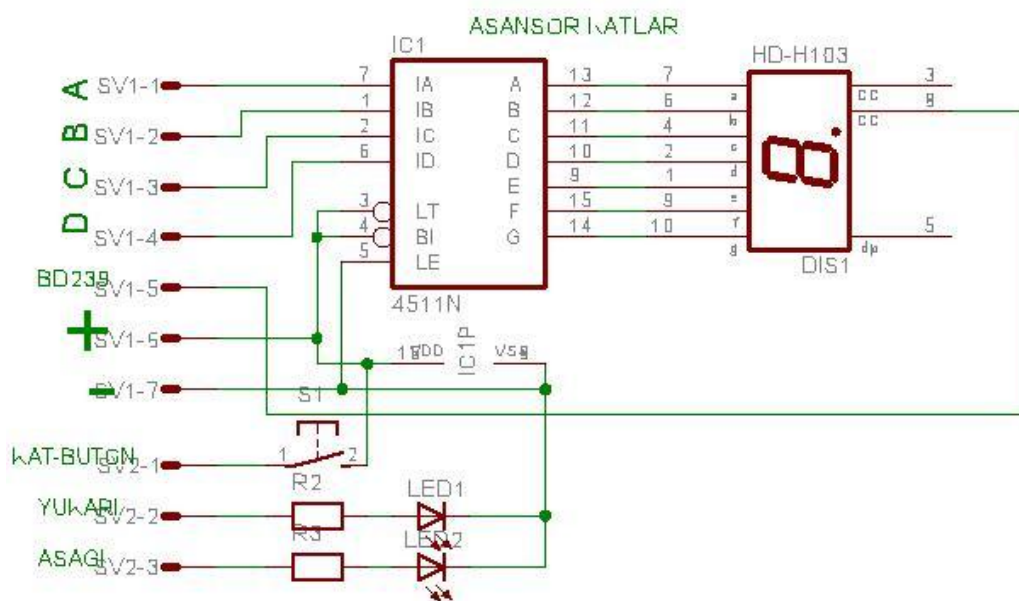 ASANSOR KATLAR
IC1
HD-H103
A SV1-1 7 IA A 13 7 a CC 3
B SV1-2 1 IB B 12 6 b CC 8
C SV1-3 2 IC C 11 4 c
D SV1-4 6 ID D 10 2 d
E 9 1 e
3 LT F 15 9 f
4 BI G 14 10 g dp 5
5 LE
BD239 SV1-5
4511N
DIS1
+ SV1-6
VDD IC1P
- SV1-7
S1
KAT-BUTON SV2-1 1 2
R2 LED1
YUKARI SV2-2
R3 LED2
ASAGI SV2-3